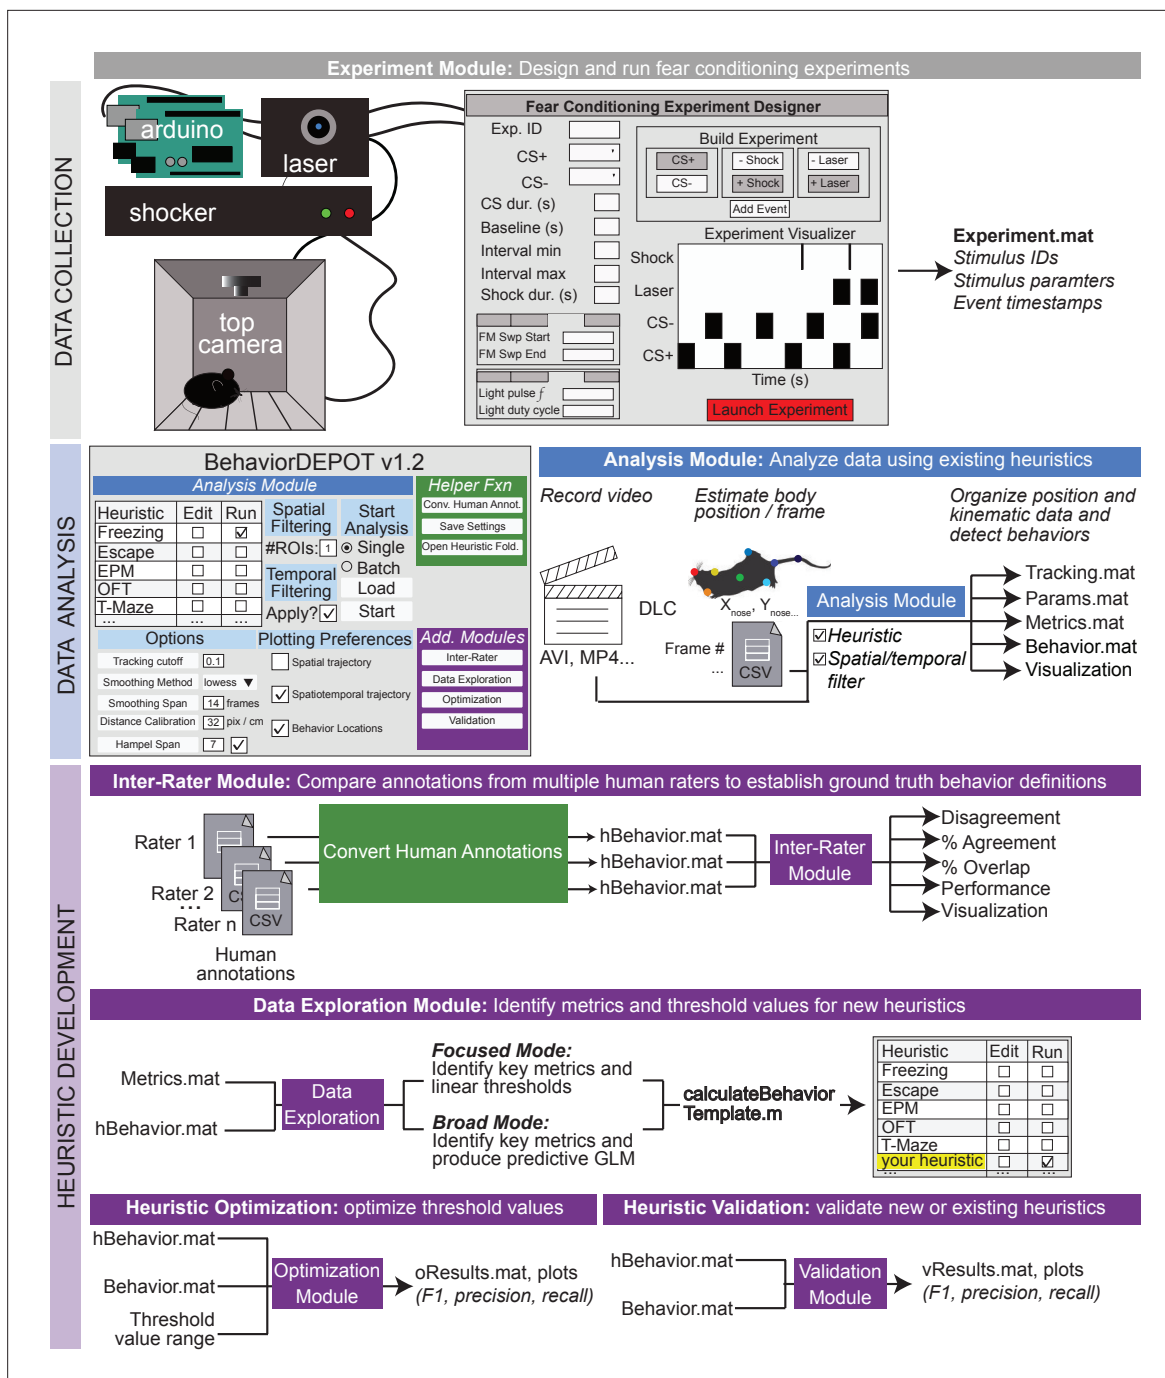 Experiment Module: Design and run fear conditioning experiments
DATA COLLECTION
arduino
laser
shocker
top
camera
Fear Conditioning Experiment Designer
Exp. ID
CS+
CS-
CS dur. (s)
Baseline (s)
Interval min
Interval max
Shock dur. (s)
FM Swp Start
FM Swp End
Light pulse f
Light duty cycle
Build Experiment
CS+
- Shock
- Laser
CS-
+ Shock
+ Laser
Add Event
Experiment Visualizer
Shock
Laser
CS-
CS+
Time (s)
Launch Experiment
Experiment.mat
Stimulus IDs
Stimulus paramters
Event timestamps
DATA ANALYSIS
BehaviorDEPOT v1.2
Analysis Module
Heuristic Edit Run
Freezing
Escape
EPM
OFT
T-Maze
... ... ...
Spatial
Filtering
#ROIs: 1
Temporal
Filtering
Apply?
Start
Analysis
Single
Batch
Load
Start
Helper Fxn
Conv. Human Annot.
Save Settings
Open Heuristic Fold.
Options
Tracking cutoff 0.1
Smoothing Method lowess
Smoothing Span 14 frames
Distance Calibration 32 pix / cm
Hampel Span 7
Plotting Preferences
Spatial trajectory
Spatiotemporal trajectory
Behavior Locations
Add. Modules
Inter-Rater
Data Exploration
Optimization
Validation
Analysis Module: Analyze data using existing heuristics
Record video
AVI, MP4...
Estimate body
position / frame
DLC
Xnose, Ynose...
Frame #
...
CSV
Organize position and
kinematic data and
detect behaviors
Analysis Module
Heuristic
Spatial/temporal
filter
Tracking.mat
Params.mat
Metrics.mat
Behavior.mat
Visualization
HEURISTIC DEVELOPMENT
Inter-Rater Module: Compare annotations from multiple human raters to establish ground truth behavior definitions
Rater 1
Rater 2
...
Rater n
CSV
Human
annotations
Convert Human Annotations
hBehavior.mat
hBehavior.mat
hBehavior.mat
Inter-Rater
Module
Disagreement
% Agreement
% Overlap
Performance
Visualization
Data Exploration Module: Identify metrics and threshold values for new heuristics
Metrics.mat
hBehavior.mat
Data
Exploration
Focused Mode:
Identify key metrics and
linear thresholds
Broad Mode:
Identify key metrics and
produce predictive GLM
calculateBehavior
Template.m
Heuristic Edit Run
Freezing
Escape
EPM
OFT
T-Maze
your heuristic
... ... ...
Heuristic Optimization: optimize threshold values
hBehavior.mat
Behavior.mat
Threshold
value range
Optimization
Module
oResults.mat, plots
(F1, precision, recall)
Heuristic Validation: validate new or existing heuristics
hBehavior.mat
Behavior.mat
Validation
Module
vResults.mat, plots
(F1, precision, recall)